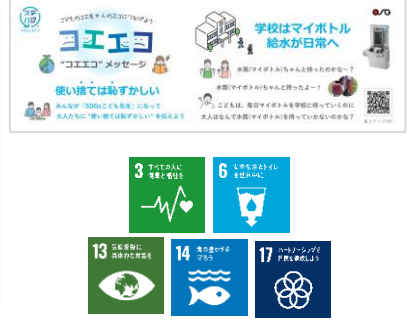 ステハジ
PROJECT
こどものコエを大人のエコにつなげよう
コエエコ
“コエエコ”メッセージ
使い捨ては恥ずかしい
みんなが「SDGsこども先生」になって
大人たちに“使い捨ては恥ずかしい”を伝えよう
学校はマイボトル
給水が日常へ
OSG
水筒(マイボトル)ちゃんと持ったのかな～?
水筒(マイボトル)ちゃんと持ったよ～!
こどもは、毎日マイボトルを学校に持っていくのに
大人はなんで水筒(マイボトル)を持っていかないのかな?
3 すべての人に
健康と福祉を
6 安全な水とトイレ
を世界中に
13 気候変動に
具体的な対策を
14 海の豊かさを
守ろう
17 パートナーシップで
目標を達成しよう